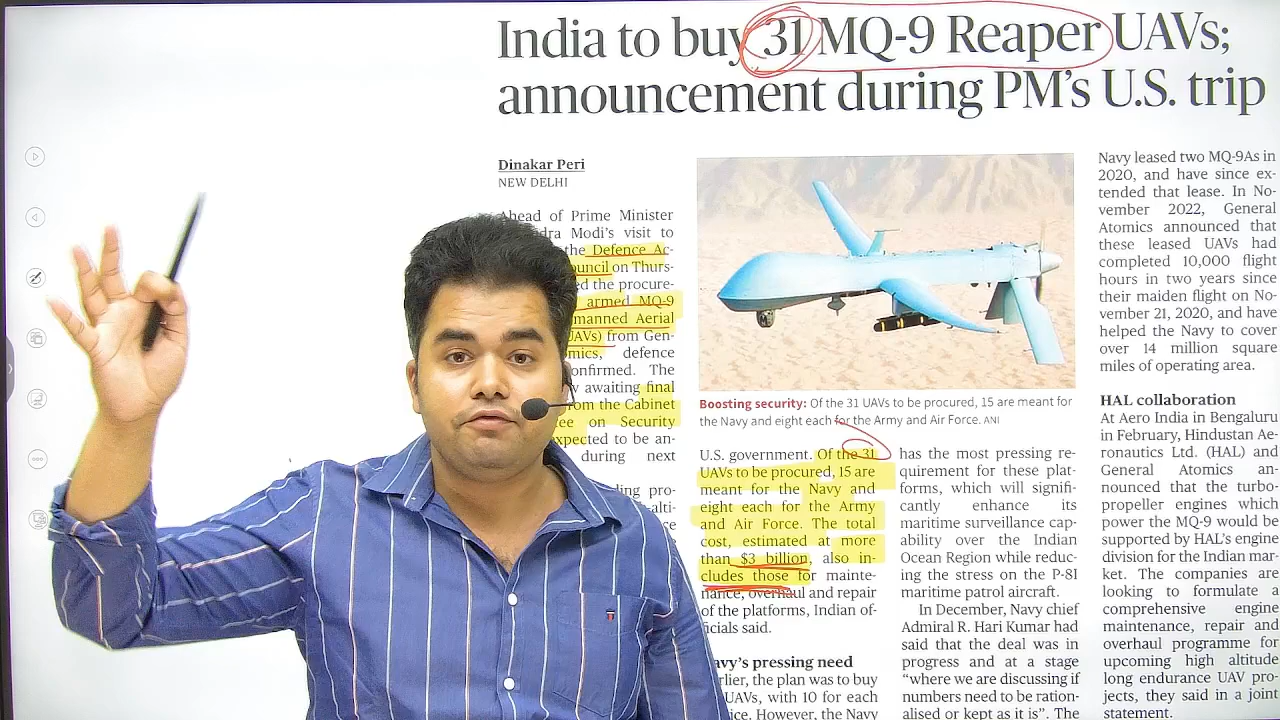 India to buy 31 MQ-9 Reaper UAVs;
announcement during PM's U.S. trip
Dinakar Peri
NEW DELHI
Ahead of Prime Minister
Modi's visit to
the Defence Ac-
on Thurs-
the procure-
armed MQ-9
Aerial
from Gen-
defence
The
awaiting final
the Cabinet
on Security
to be an-
during next
Boosting security: Of the 31 UAVs to be procured, 15 are meant for
the Navy and eight each for the Army and Air Force. ANI
U.S. government. Of the 31
UAVs to be procured, 15 are
meant for the Navy and
eight each for the Army
and Air Force. The total
cost, estimated at more
than $3 billion, also in-
cludes those for mainte-
nance, overhaul and repair
of the platforms, Indian of-
ficials said.
pressing need
the plan was to buy
UAVs, with 10 for each
However, the Navy
has the most pressing re-
quirement for these plat-
forms, which will signifi-
cantly enhance its
maritime surveillance cap-
ability over the Indian
Ocean Region while reduc-
ing the stress on the P-8I
maritime patrol aircraft.
In December, Navy chief
Admiral R. Hari Kumar had
said that the deal was in
progress and at a stage
"where we are discussing if
numbers need to be ration-
alised or kept as it is". The
Navy leased two MQ-9As in
2020, and have since ex-
tended that lease. In No-
vember 2022, General
Atomics announced that
these leased UAVs had
completed 10,000 flight
hours in two years since
their maiden flight on No-
vember 21, 2020, and have
helped the Navy to cover
over 14 million square
miles of operating area.
HAL collaboration
At Aero India in Bengaluru
in February, Hindustan Ae-
ronautics Ltd. (HAL) and
General Atomics an-
nounced that the turbo-
propeller engines which
power the MQ-9 would be
supported by HAL's engine
division for the Indian mar-
ket. The companies are
looking to formulate a
comprehensive engine
maintenance, repair and
overhaul programme for
upcoming high altitude
long endurance UAV pro-
jects, they said in a joint
statement.